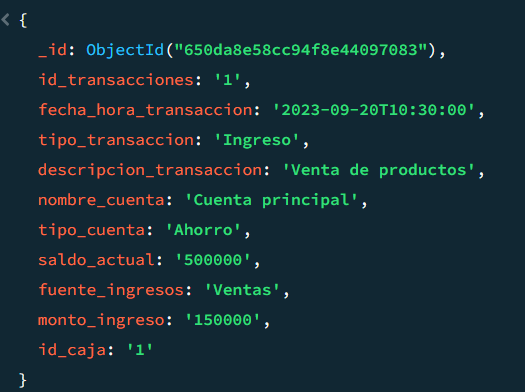 {
_id: ObjectId("650da8e58cc94f8e44097083"),
id_transacciones: '1',
fecha_hora_transaccion: '2023-09-20T10:30:00',
tipo_transaccion: 'Ingreso',
descripcion_transaccion: 'Venta de productos',
nombre_cuenta: 'Cuenta principal',
tipo_cuenta: 'Ahorro',
saldo_actual: '500000',
fuente_ingresos: 'Ventas',
monto_ingreso: '150000',
id_caja: '1'
}